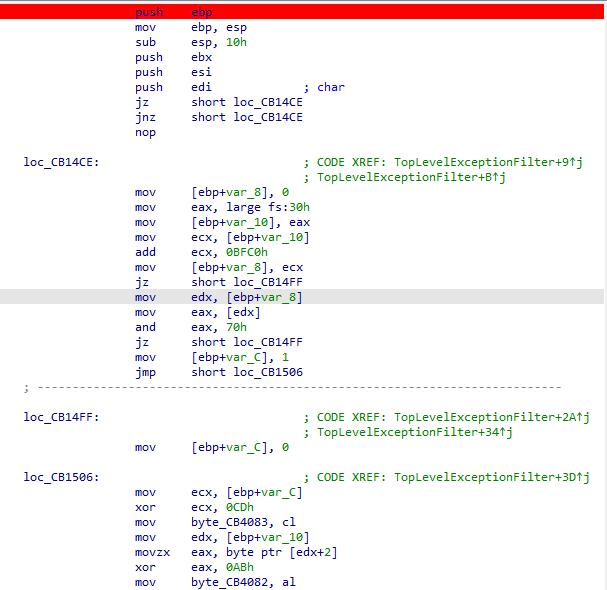 push ebp
mov ebp, esp
sub esp, 10h
push ebx
push esi
push edi ; char
jz short loc_CB14CE
jnz short loc_CB14CE
nop
loc_CB14CE: ; CODE XREF: TopLevelExceptionFilter+9↑j
; TopLevelExceptionFilter+B↑j
mov [ebp+var_8], 0
mov eax, large fs:30h
mov [ebp+var_10], eax
mov ecx, [ebp+var_10]
add ecx, 0BFC0h
mov [ebp+var_8], ecx
jz short loc_CB14FF
mov edx, [ebp+var_8]
mov eax, [edx]
and eax, 70h
jz short loc_CB14FF
mov [ebp+var_C], 1
jmp short loc_CB1506
; ---------------------------------------------------------------------------
loc_CB14FF: ; CODE XREF: TopLevelExceptionFilter+2A↑j
; TopLevelExceptionFilter+34↑j
mov [ebp+var_C], 0
loc_CB1506: ; CODE XREF: TopLevelExceptionFilter+3D↑j
mov ecx, [ebp+var_C]
xor ecx, 0CDh
mov byte_CB4083, cl
mov edx, [ebp+var_10]
movzx eax, byte ptr [edx+2]
xor eax, 0ABh
mov byte_CB4082, al